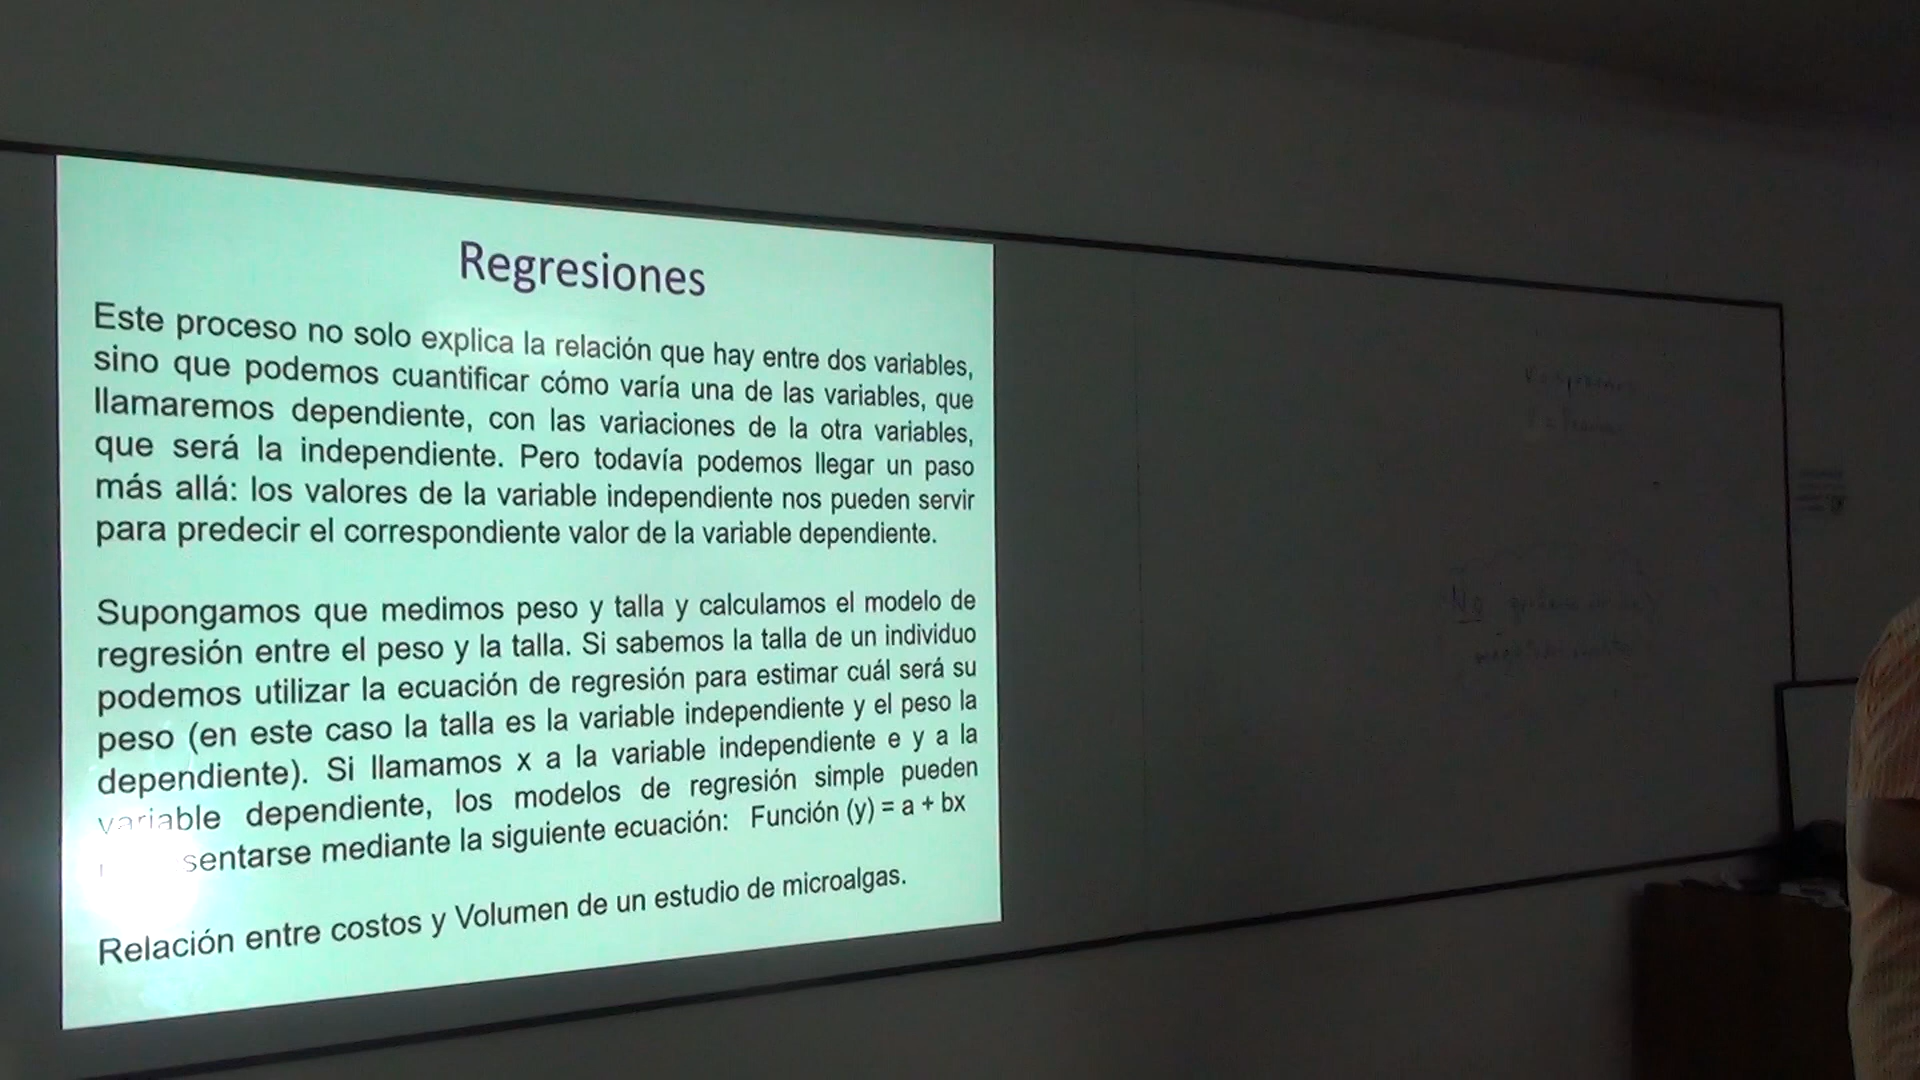 Regresiones
Este proceso no solo explica la relación que hay entre dos variables,
sino que podemos cuantificar cómo varía una de las variables, que
llamaremos dependiente, con las variaciones de la otra variables,
que será la independiente. Pero todavía podemos llegar un paso
más allá: los valores de la variable independiente nos pueden servir
para predecir el correspondiente valor de la variable dependiente.
Supongamos que medimos peso y talla y calculamos el modelo de
regresión entre el peso y la talla. Si sabemos la talla de un individuo
podemos utilizar la ecuación de regresión para estimar cuál será su
peso (en este caso la talla es la variable independiente y el peso la
dependiente). Si llamamos x a la variable independiente e y a la
variable dependiente, los modelos de regresión simple pueden
sentarse mediante la siguiente ecuación: Función (y) = a + bx
Relación entre costos y Volumen de un estudio de microalgas.
No